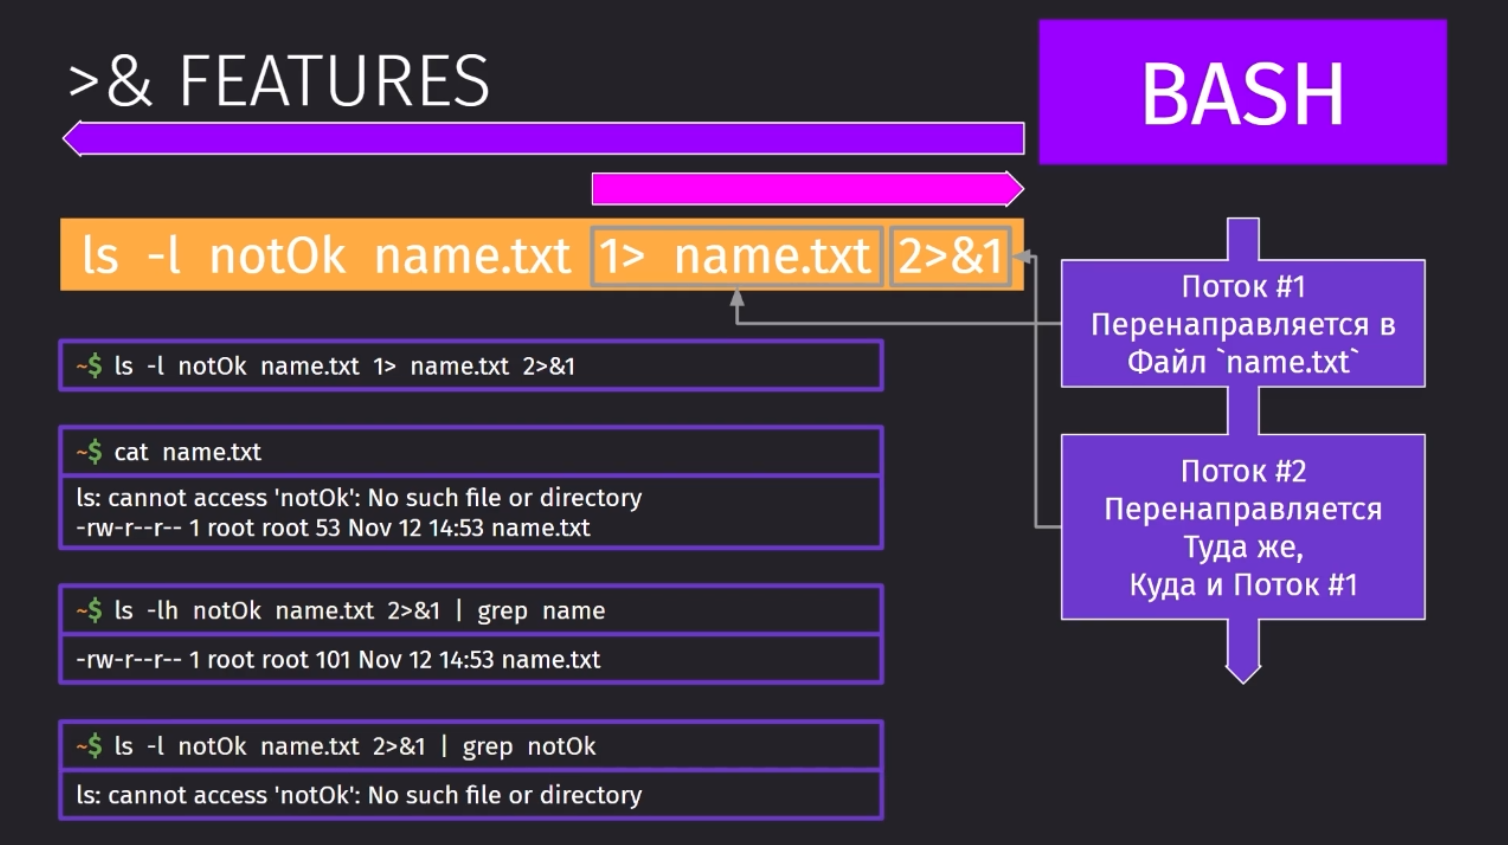 >& FEATURES
BASH
ls -l notOk name.txt 1> name.txt 2>&1
Поток #1
Перенаправляется в
Файл `name.txt`
Поток #2
Перенаправляется
Туда же,
Куда и Поток #1
~$ ls -l notOk name.txt 1> name.txt 2>&1
~$ cat name.txt
ls: cannot access 'notOk': No such file or directory
-rw-r--r-- 1 root root 53 Nov 12 14:53 name.txt
~$ ls -lh notOk name.txt 2>&1 | grep name
-rw-r--r-- 1 root root 101 Nov 12 14:53 name.txt
~$ ls -l notOk name.txt 2>&1 | grep notOk
ls: cannot access 'notOk': No such file or directory